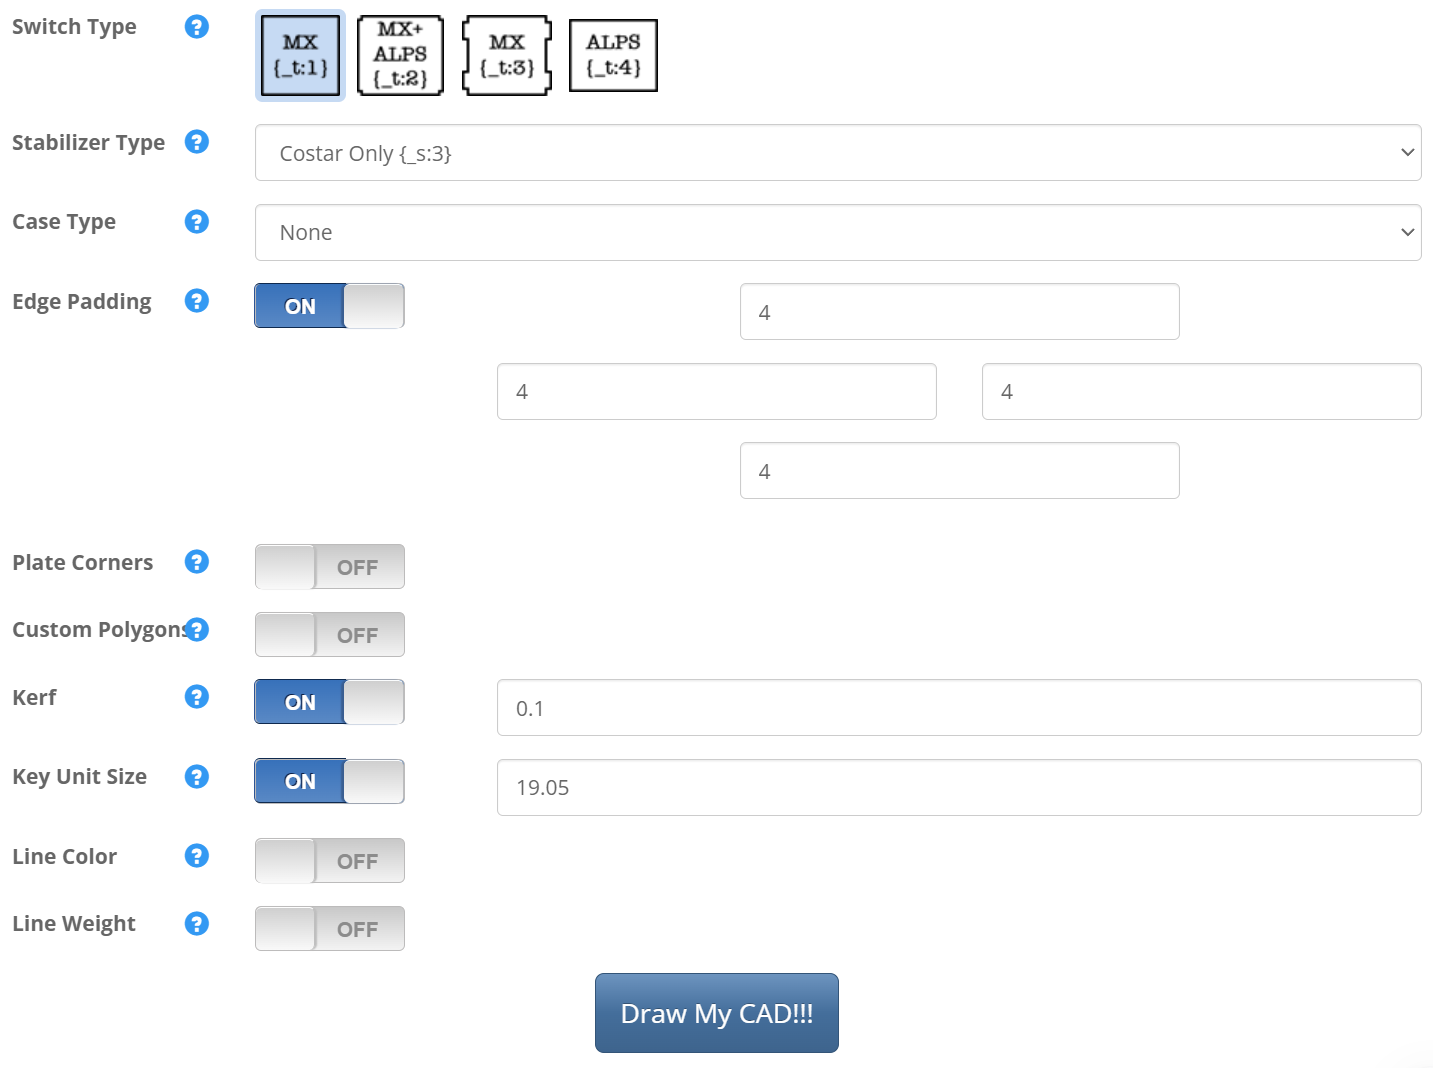 Switch Type ?
MX
{_t:1}
MX+
ALPS
{_t:2}
MX
{_t:3}
ALPS
{_t:4}
Stabilizer Type ? Costar Only {_s:3}
Case Type ? None
Edge Padding ? ON 4
4 4
4
Plate Corners ? OFF
Custom Polygons ? OFF
Kerf ? ON 0.1
Key Unit Size ? ON 19.05
Line Color ? OFF
Line Weight ? OFF
Draw My CAD!!!